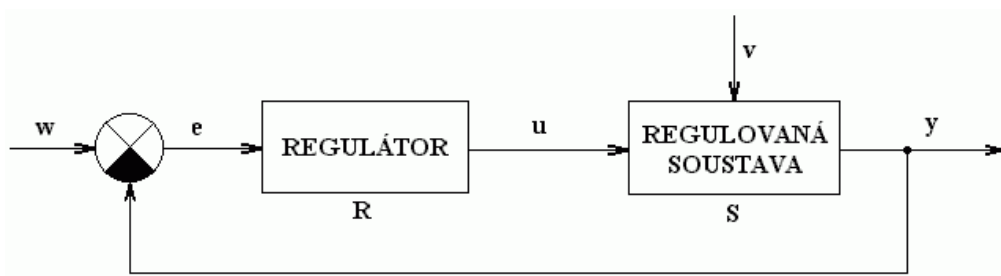 v
w
e
REGULÁTOR
u
REGULOVANÁ
SOUSTAVA
y
R
S